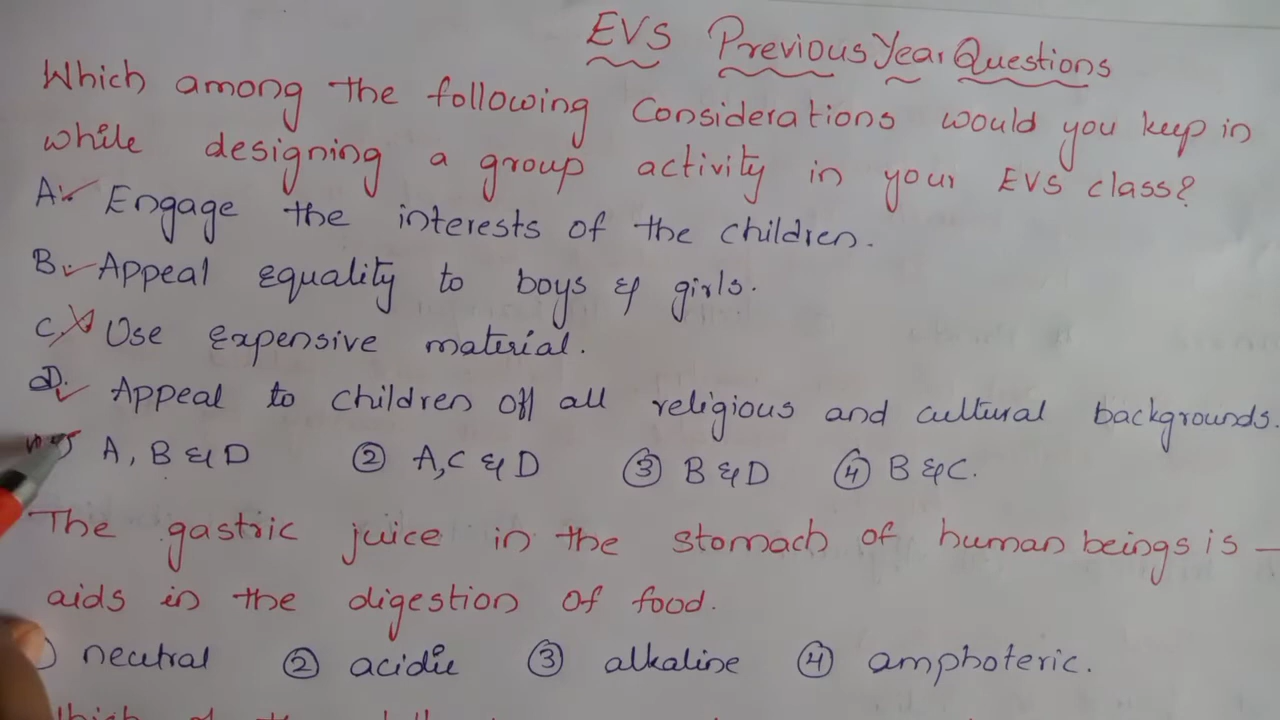 EVS Previous Year Questions
Which among the following Considerations would you keep in
while designing a group activity in your EVS class?
A. Engage the interests of the children.
B. Appeal equality to boys & girls.
C. Use expensive material.
D. Appeal to children off all religious and cultural backgrounds.
A, B & D ② A, C & D ③ B & D ④ B & C.
The gastric juice in the stomach of human beings is —
aids in the digestion of food.
neutral ② acidic ③ alkaline ④ amphoteric.